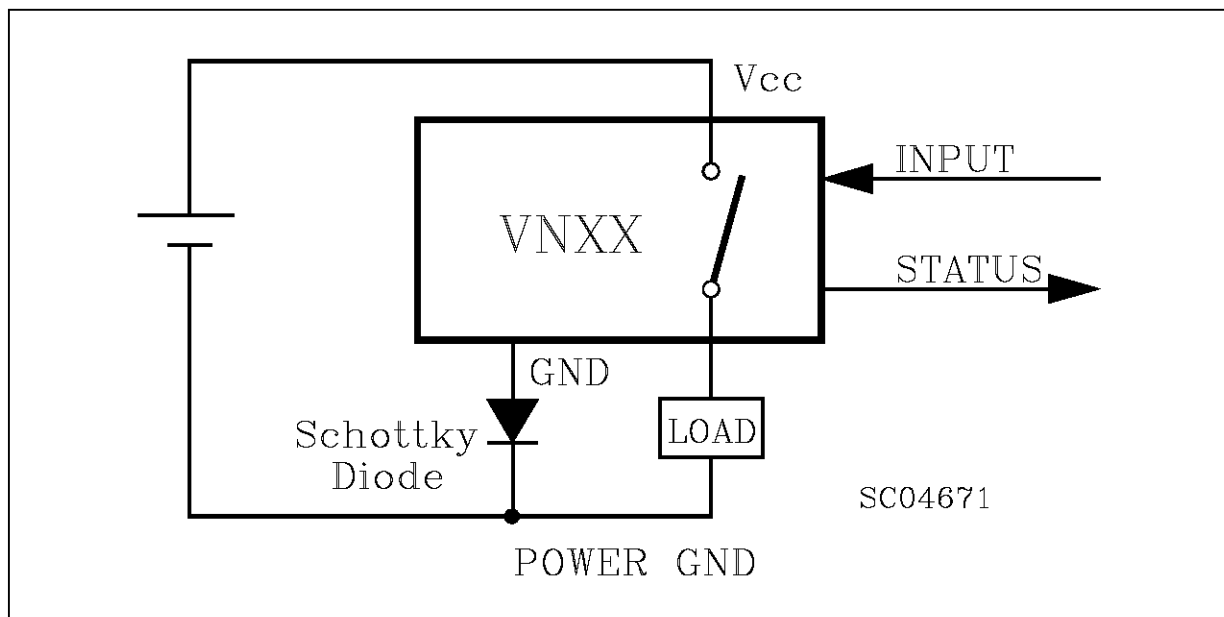 Vcc
INPUT
VNXX
STATUS
GND
Schottky
Diode
LOAD
SC04671
POWER GND